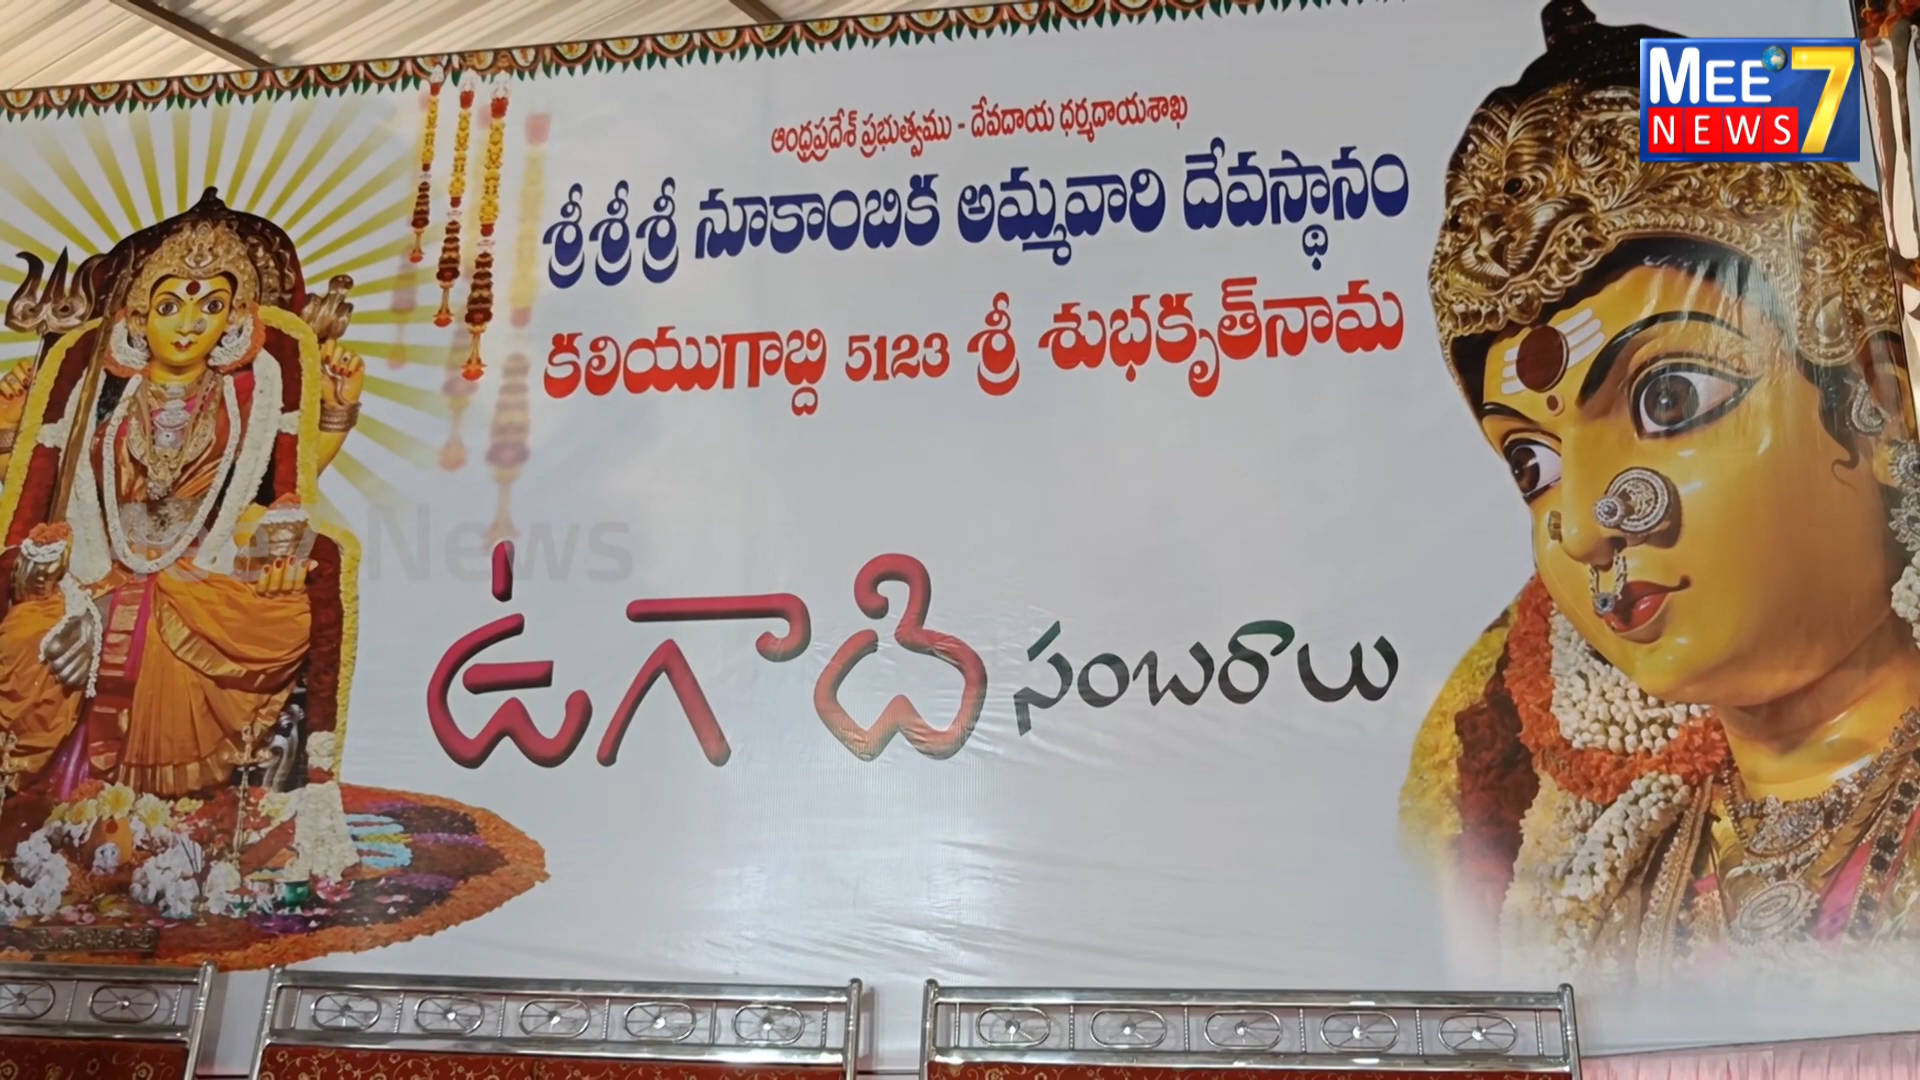 MEE 7
NEWS
ఆంధ్రప్రదేశ్ ప్రభుత్వము - దేవదాయ ధర్మదాయశాఖ
శ్రీశ్రీశ్రీ నూకాంబిక అమ్మవారి దేవస్థానం
కలియుగాబ్ది 5123 శ్రీ శుభకృత్‌నామ
ఉగాది సంబరాలు
News